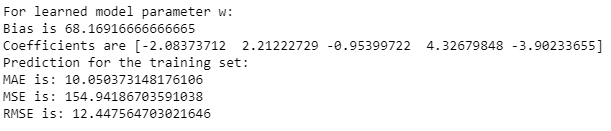 For learned model parameter w:
Bias is 68.16916666666665
Coefficients are [-2.08373712  2.21222729 -0.95399722  4.32679848 -3.90233655]
Prediction for the training set:
MAE is: 10.050373148176106
MSE is: 154.94186703591038
RMSE is: 12.447564703021646